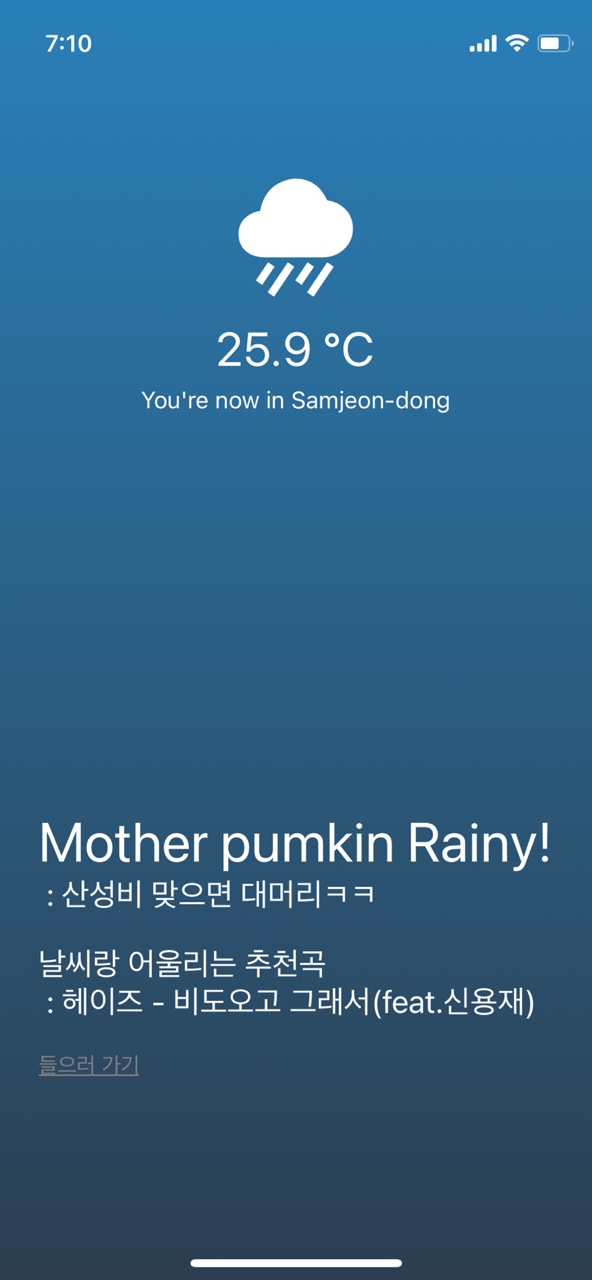 7:10
25.9 °C
You're now in Samjeon-dong
Mother pumkin Rainy!
: 산성비 맞으면 대머리ㅋㅋ
날씨랑 어울리는 추천곡
: 헤이즈 - 비도오고 그래서(feat.신용재)
들으러 가기